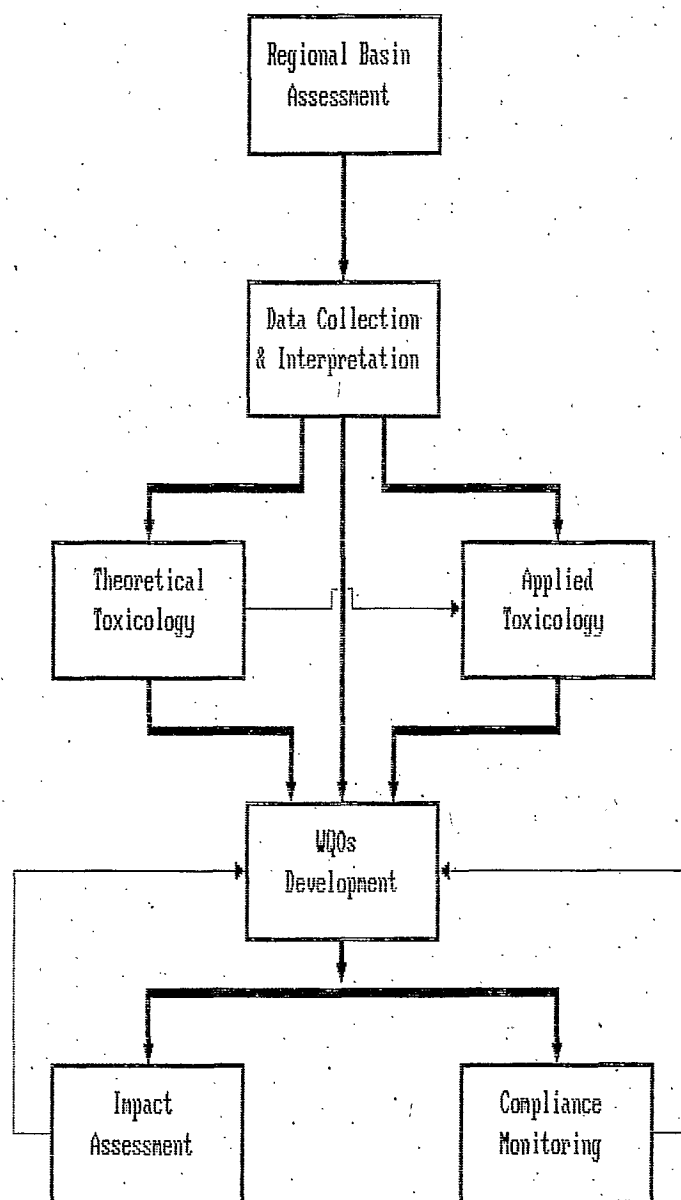 Regional Basin
Assessment
Data Collection
& Interpretation
Theoretical
Toxicology
Applied
Toxicology
WQOs
Development
Impact
Assessment
Compliance
Monitoring